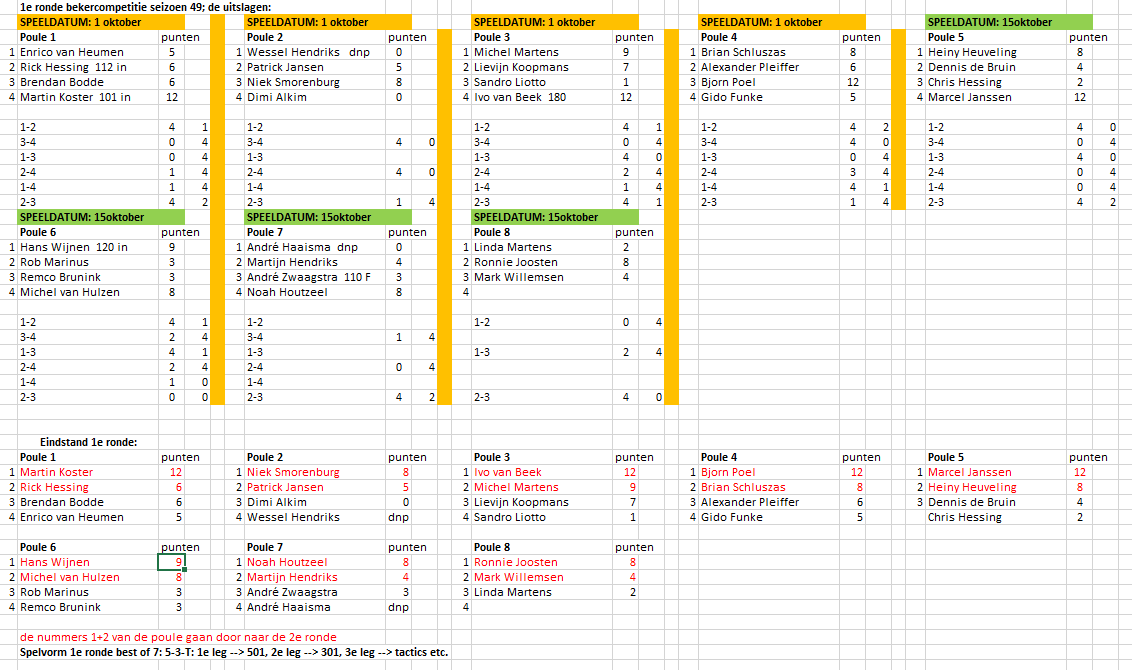 1e ronde bekercompetitie seizoen 49; de uitslagen:
SPEELDATUM: 1 oktober SPEELDATUM: 1 oktober SPEELDATUM: 1 oktober SPEELDATUM: 1 oktober SPEELDATUM: 15oktober
Poule 1 punten Poule 2 punten Poule 3 punten Poule 4 punten Poule 5 punten
1 Enrico van Heumen 5 1 Wessel Hendriks dnp 0 1 Michel Martens 9 1 Brian Schluszas 8 1 Heiny Heuveling 8
2 Rick Hessing 112 in 6 2 Patrick Jansen 5 2 Lievijn Koopmans 7 2 Alexander Pleiffer 6 2 Dennis de Bruin 4
3 Brendan Bodde 6 3 Niek Smorenburg 8 3 Sandro Liotto 1 3 Bjorn Poel 12 3 Chris Hessing 2
4 Martin Koster 101 in 12 4 Dimi Alkim 0 4 Ivo van Beek 180 12 4 Gido Funke 5 4 Marcel Janssen 12
1-2 4 1 1-2 1-2 4 1 1-2 4 2 1-2 4 0
3-4 0 4 3-4 4 0 3-4 0 4 3-4 4 0 3-4 0 4
1-3 0 4 1-3 1-3 4 0 1-3 0 4 1-3 4 0
2-4 1 4 2-4 4 0 2-4 2 4 2-4 3 4 2-4 0 4
1-4 1 4 1-4 1-4 1 4 1-4 4 1 1-4 0 4
2-3 4 2 2-3 1 4 2-3 4 1 2-3 1 4 2-3 4 2
SPEELDATUM: 15oktober SPEELDATUM: 15oktober SPEELDATUM: 15oktober
Poule 6 punten Poule 7 punten Poule 8 punten
1 Hans Wijnen 120 in 9 1 André Haaisma dnp 0 1 Linda Martens 2
2 Rob Marinus 3 2 Martijn Hendriks 4 2 Ronnie Joosten 8
3 Remco Brunink 3 3 André Zwaagstra 110 F 3 3 Mark Willemsen 4
4 Michel van Hulzen 8 4 Noah Houtzeel 8 4
1-2 4 1 1-2 1-2 0 4
3-4 2 4 3-4 1 4
1-3 4 1 1-3 1-3 2 4
2-4 2 4 2-4 0 4
1-4 1 0 1-4
2-3 0 0 2-3 4 2 2-3 4 0
Eindstand 1e ronde:
Poule 1 punten Poule 2 punten Poule 3 punten Poule 4 punten Poule 5 punten
1 Martin Koster 12 1 Niek Smorenburg 8 1 Ivo van Beek 12 1 Bjorn Poel 12 1 Marcel Janssen 12
2 Rick Hessing 6 2 Patrick Jansen 5 2 Michel Martens 9 2 Brian Schluszas 8 2 Heiny Heuveling 8
3 Brendan Bodde 6 3 Dimi Alkim 0 3 Lievijn Koopmans 7 3 Alexander Pleiffer 6 3 Dennis de Bruin 4
4 Enrico van Heumen 5 4 Wessel Hendriks dnp 4 Sandro Liotto 1 4 Gido Funke 5 Chris Hessing 2
Poule 6 punten Poule 7 punten Poule 8 punten
1 Hans Wijnen 9 1 Noah Houtzeel 8 1 Ronnie Joosten 8
2 Michel van Hulzen 8 2 Martijn Hendriks 4 2 Mark Willemsen 4
3 Rob Marinus 3 3 André Zwaagstra 3 3 Linda Martens 2
4 Remco Brunink 3 4 André Haaisma dnp 4
de nummers 1+2 van de poule gaan door naar de 2e ronde
Spelvorm 1e ronde best of 7: 5-3-T: 1e leg --> 501, 2e leg --> 301, 3e leg --> tactics etc.